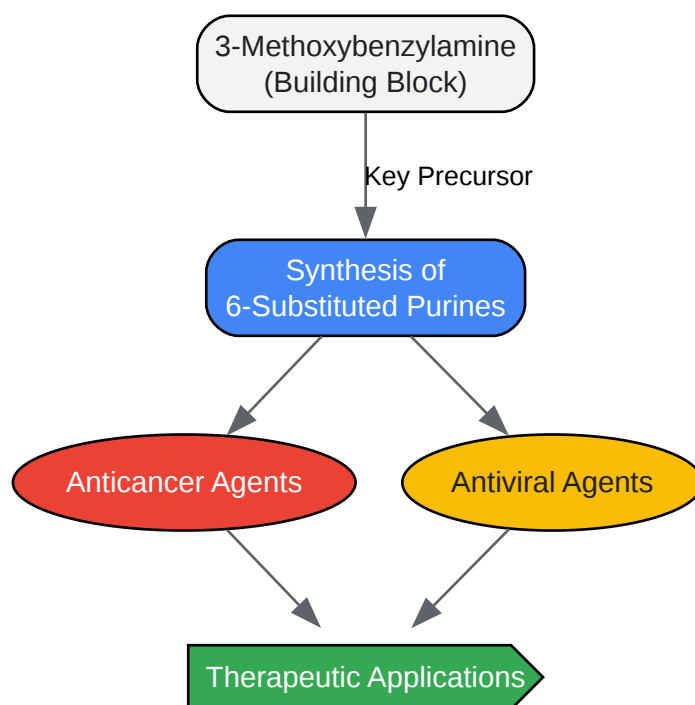 3-Methoxybenzylamine
(Building Block)
Key Precursor
Synthesis of
6-Substituted Purines
Anticancer Agents
Antiviral Agents
Therapeutic Applications